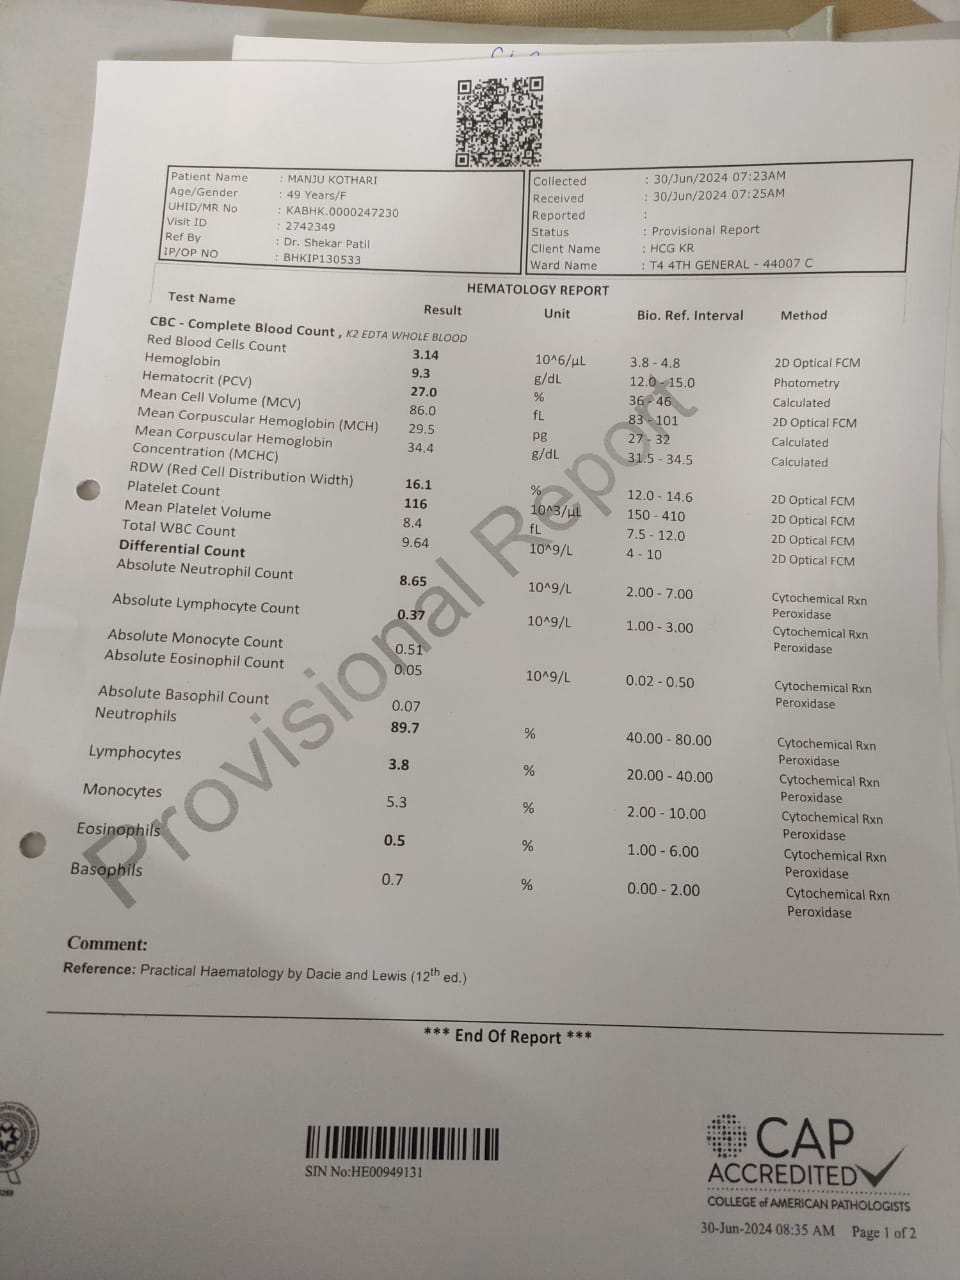 Patient Name : MANJU KOTHARI
Age/Gender : 49 Years/F
UHID/MR No : KABHK.0000247230
Visit ID : 2742349
Ref By : Dr. Shekar Patil
IP/OP NO : BHKIP130533
Collected : 30/Jun/2024 07:23AM
Received : 30/Jun/2024 07:25AM
Reported :
Status : Provisional Report
Client Name : HCG KR
Ward Name : T4 4TH GENERAL - 44007 C
HEMATOLOGY REPORT
Test Name Result Unit Bio. Ref. Interval Method
CBC - Complete Blood Count , K2 EDTA WHOLE BLOOD
Red Blood Cells Count 3.14 10^6/µL 3.8 - 4.8 2D Optical FCM
Hemoglobin 9.3 g/dL 12.0 - 15.0 Photometry
Hematocrit (PCV) 27.0 % 36 - 46 Calculated
Mean Cell Volume (MCV) 86.0 fL 83 - 101 2D Optical FCM
Mean Corpuscular Hemoglobin (MCH) 29.5 pg 27 - 32 Calculated
Mean Corpuscular Hemoglobin 34.4 g/dL 31.5 - 34.5 Calculated
Concentration (MCHC)
RDW (Red Cell Distribution Width) 16.1 % 12.0 - 14.6 2D Optical FCM
Platelet Count 116 10^3/µL 150 - 410 2D Optical FCM
Mean Platelet Volume 8.4 fL 7.5 - 12.0 2D Optical FCM
Total WBC Count 9.64 10^9/L 4 - 10 2D Optical FCM
Differential Count
Absolute Neutrophil Count 8.65 10^9/L 2.00 - 7.00 Cytochemical Rxn
Peroxidase
Absolute Lymphocyte Count 0.37 10^9/L 1.00 - 3.00 Cytochemical Rxn
Peroxidase
Absolute Monocyte Count 0.51
Absolute Eosinophil Count 0.05 10^9/L 0.02 - 0.50 Cytochemical Rxn
Peroxidase
Absolute Basophil Count 0.07
Neutrophils 89.7 % 40.00 - 80.00 Cytochemical Rxn
Peroxidase
Lymphocytes 3.8 % 20.00 - 40.00 Cytochemical Rxn
Peroxidase
Monocytes 5.3 % 2.00 - 10.00 Cytochemical Rxn
Peroxidase
Eosinophils 0.5 % 1.00 - 6.00 Cytochemical Rxn
Peroxidase
Basophils 0.7 % 0.00 - 2.00 Cytochemical Rxn
Peroxidase
Provisional Report
Comment:
Reference: Practical Haematology by Dacie and Lewis (12th ed.)
*** End Of Report ***
SIN No:HE00949131
CAP
ACCREDITED
COLLEGE of AMERICAN PATHOLOGISTS
30-Jun-2024 08:35 AM Page 1 of 2